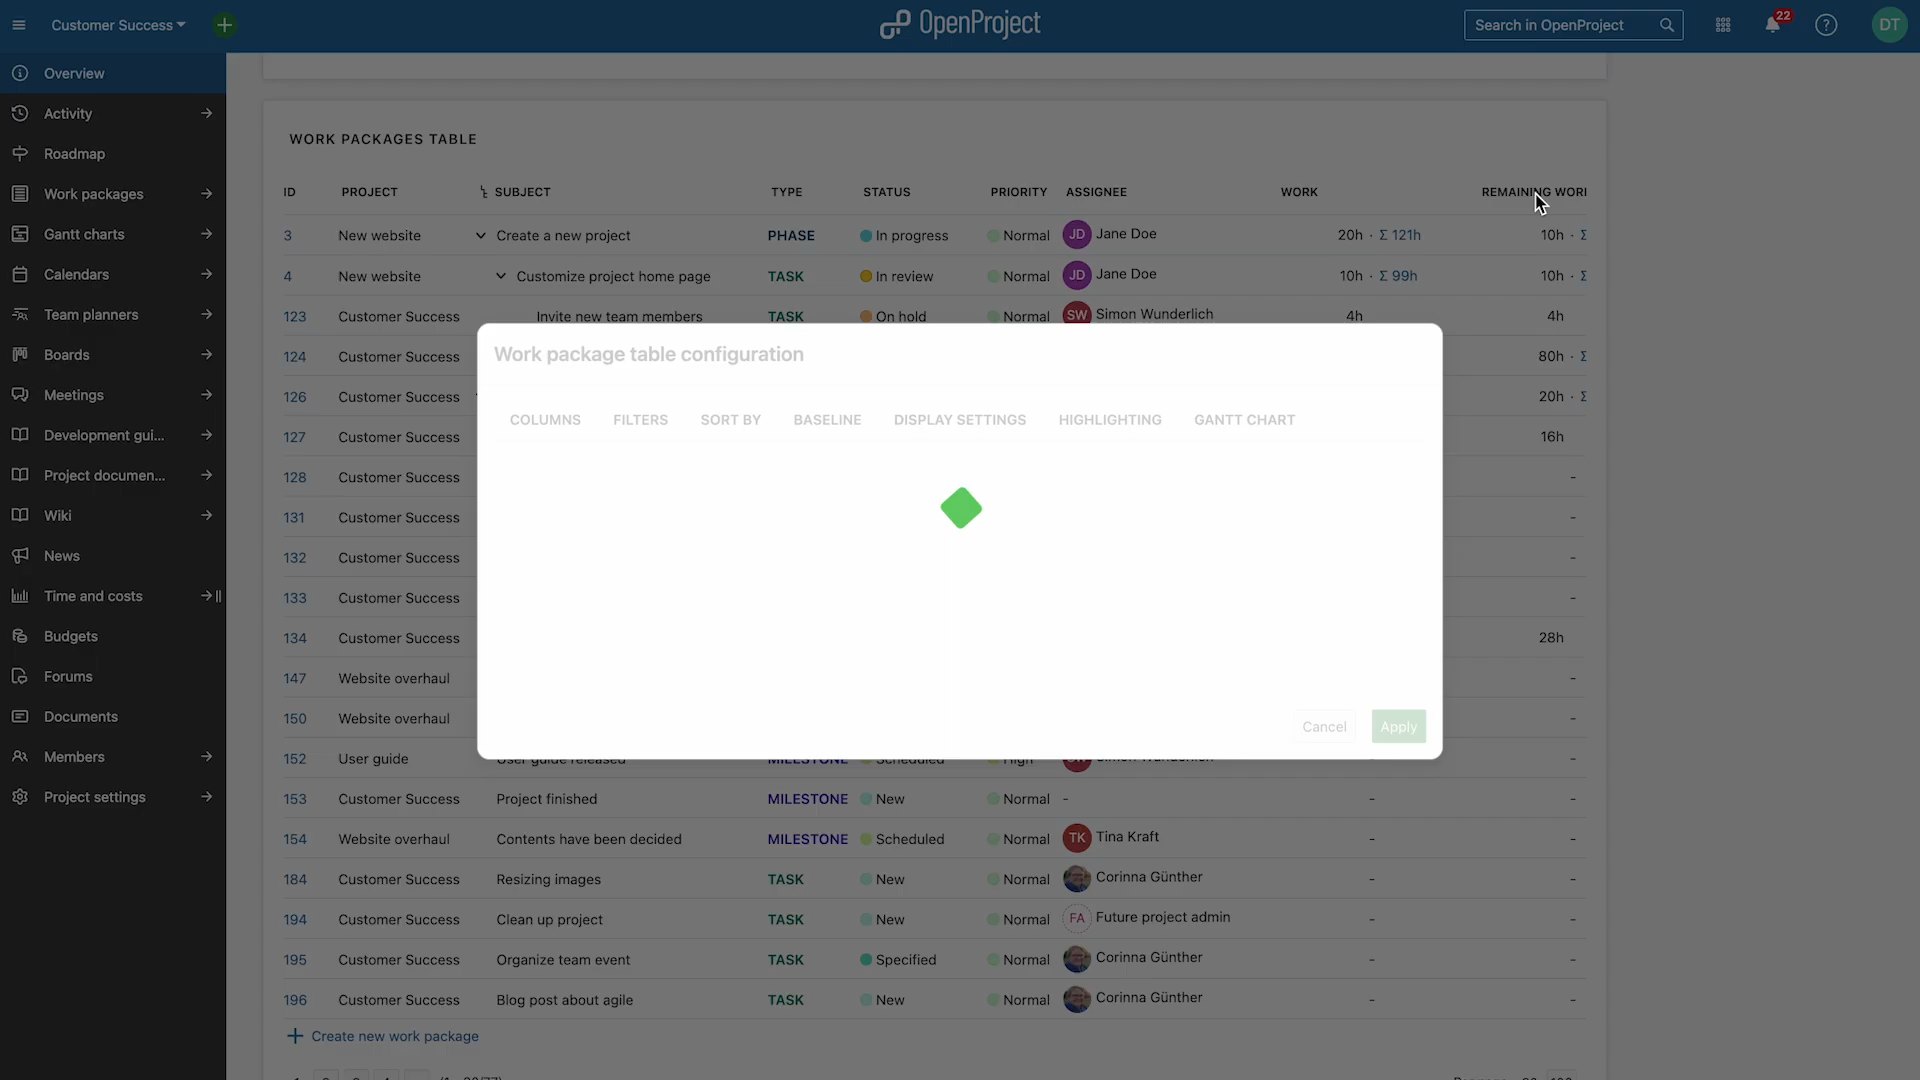 Customer Success
OpenProject
Search in OpenProject
22
DT
Overview
Activity
Roadmap
Work packages
Gantt charts
Calendars
Team planners
Boards
Meetings
Development gui...
Project documen...
Wiki
News
Time and costs
Budgets
Forums
Documents
Members
Project settings
WORK PACKAGES TABLE
ID PROJECT SUBJECT TYPE STATUS PRIORITY ASSIGNEE WORK REMAINING WORK
3 New website Create a new project PHASE In progress Normal JD Jane Doe 20h · Σ 121h 10h · Σ
4 New website Customize project home page TASK In review Normal JD Jane Doe 10h · Σ 99h 10h · Σ
123 Customer Success Invite new team members TASK On hold Normal SW Simon Wunderlich 4h 4h
124 Customer Success 80h · Σ
126 Customer Success 20h · Σ
127 Customer Success 16h
128 Customer Success -
131 Customer Success -
132 Customer Success -
133 Customer Success -
134 Customer Success 28h
147 Website overhaul -
150 Website overhaul -
152 User guide User guide released MILESTONE Scheduled High SW Simon Wunderlich -
153 Customer Success Project finished MILESTONE New Normal - - -
154 Website overhaul Contents have been decided MILESTONE Scheduled Normal TK Tina Kraft - -
184 Customer Success Resizing images TASK New Normal Corinna Günther - -
194 Customer Success Clean up project TASK New Normal FA Future project admin - -
195 Customer Success Organize team event TASK Specified Normal Corinna Günther - -
196 Customer Success Blog post about agile TASK New Normal Corinna Günther - -
Create new work package
Work package table configuration
COLUMNS FILTERS SORT BY BASELINE DISPLAY SETTINGS HIGHLIGHTING GANTT CHART
Cancel Apply